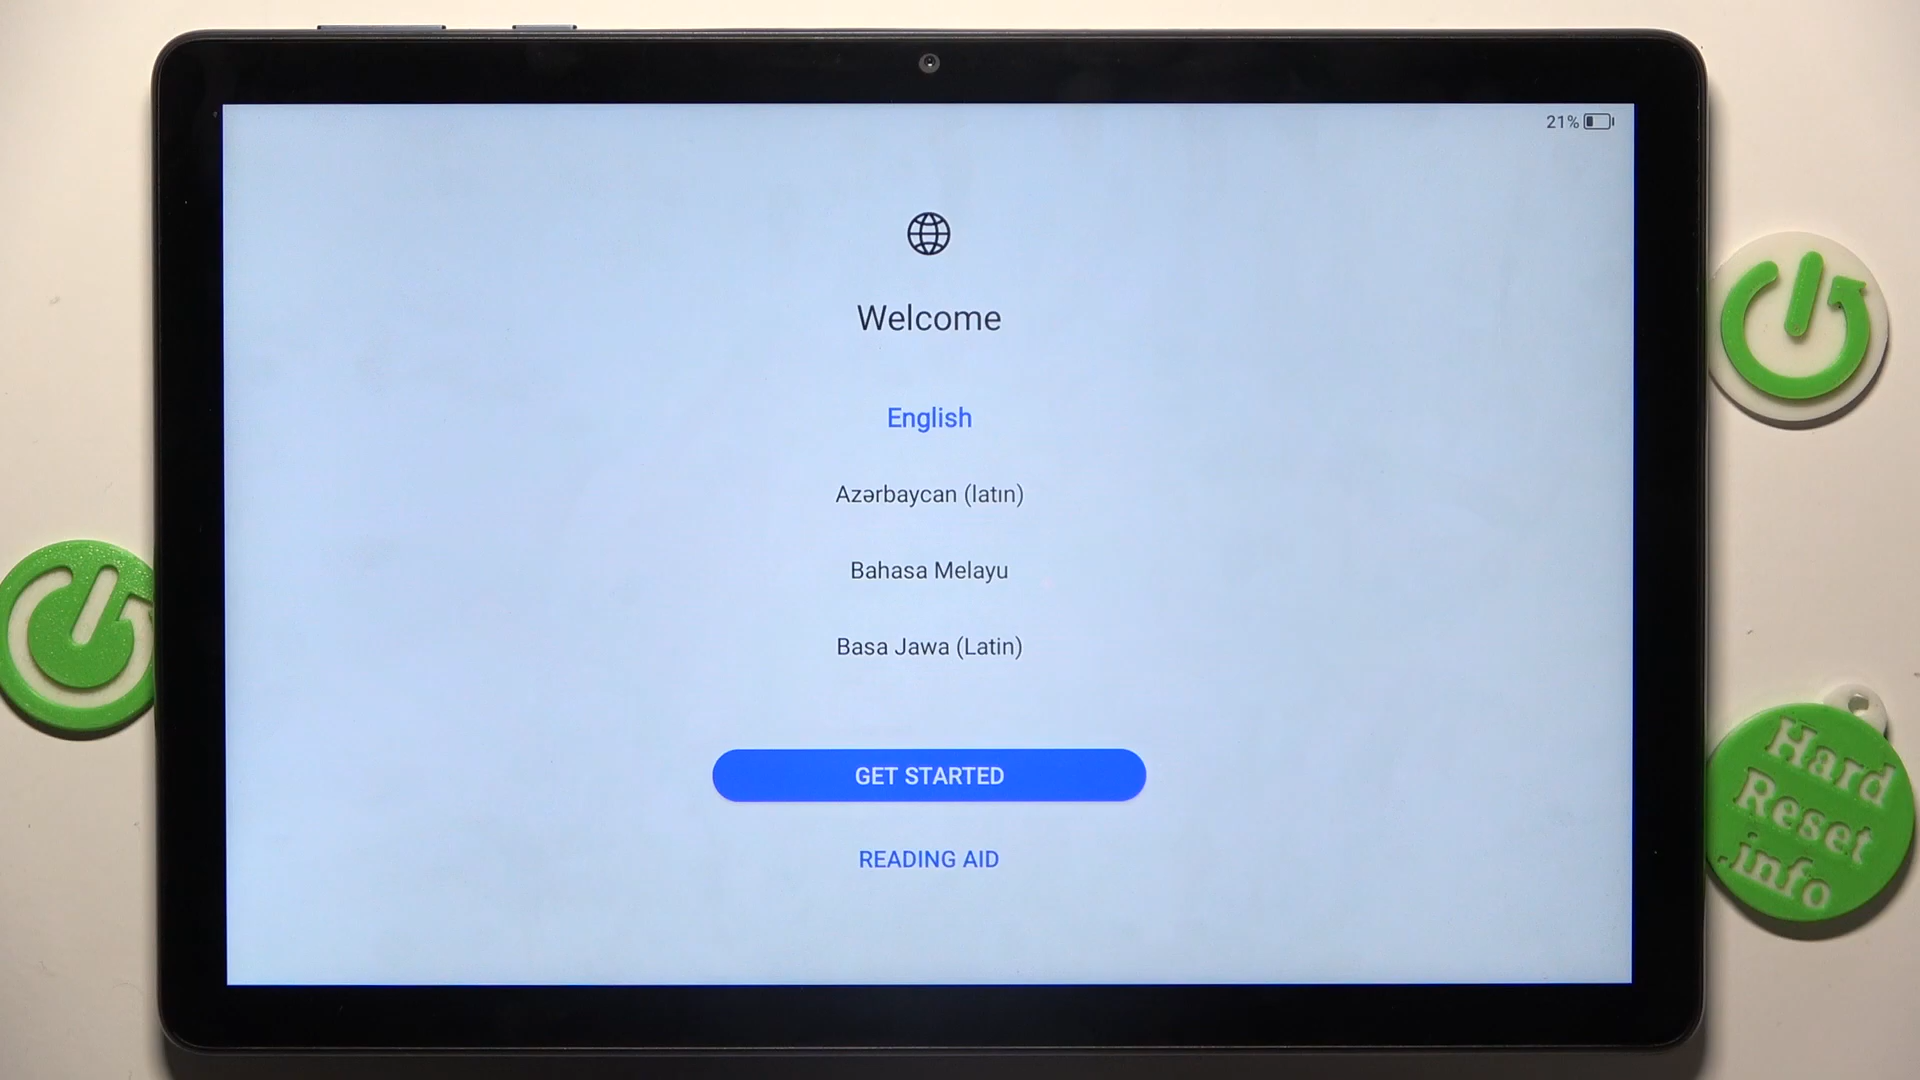 21%
Welcome
English
Azərbaycan (latın)
Bahasa Melayu
Basa Jawa (Latin)
GET STARTED
READING AID
Hard
Reset
.info